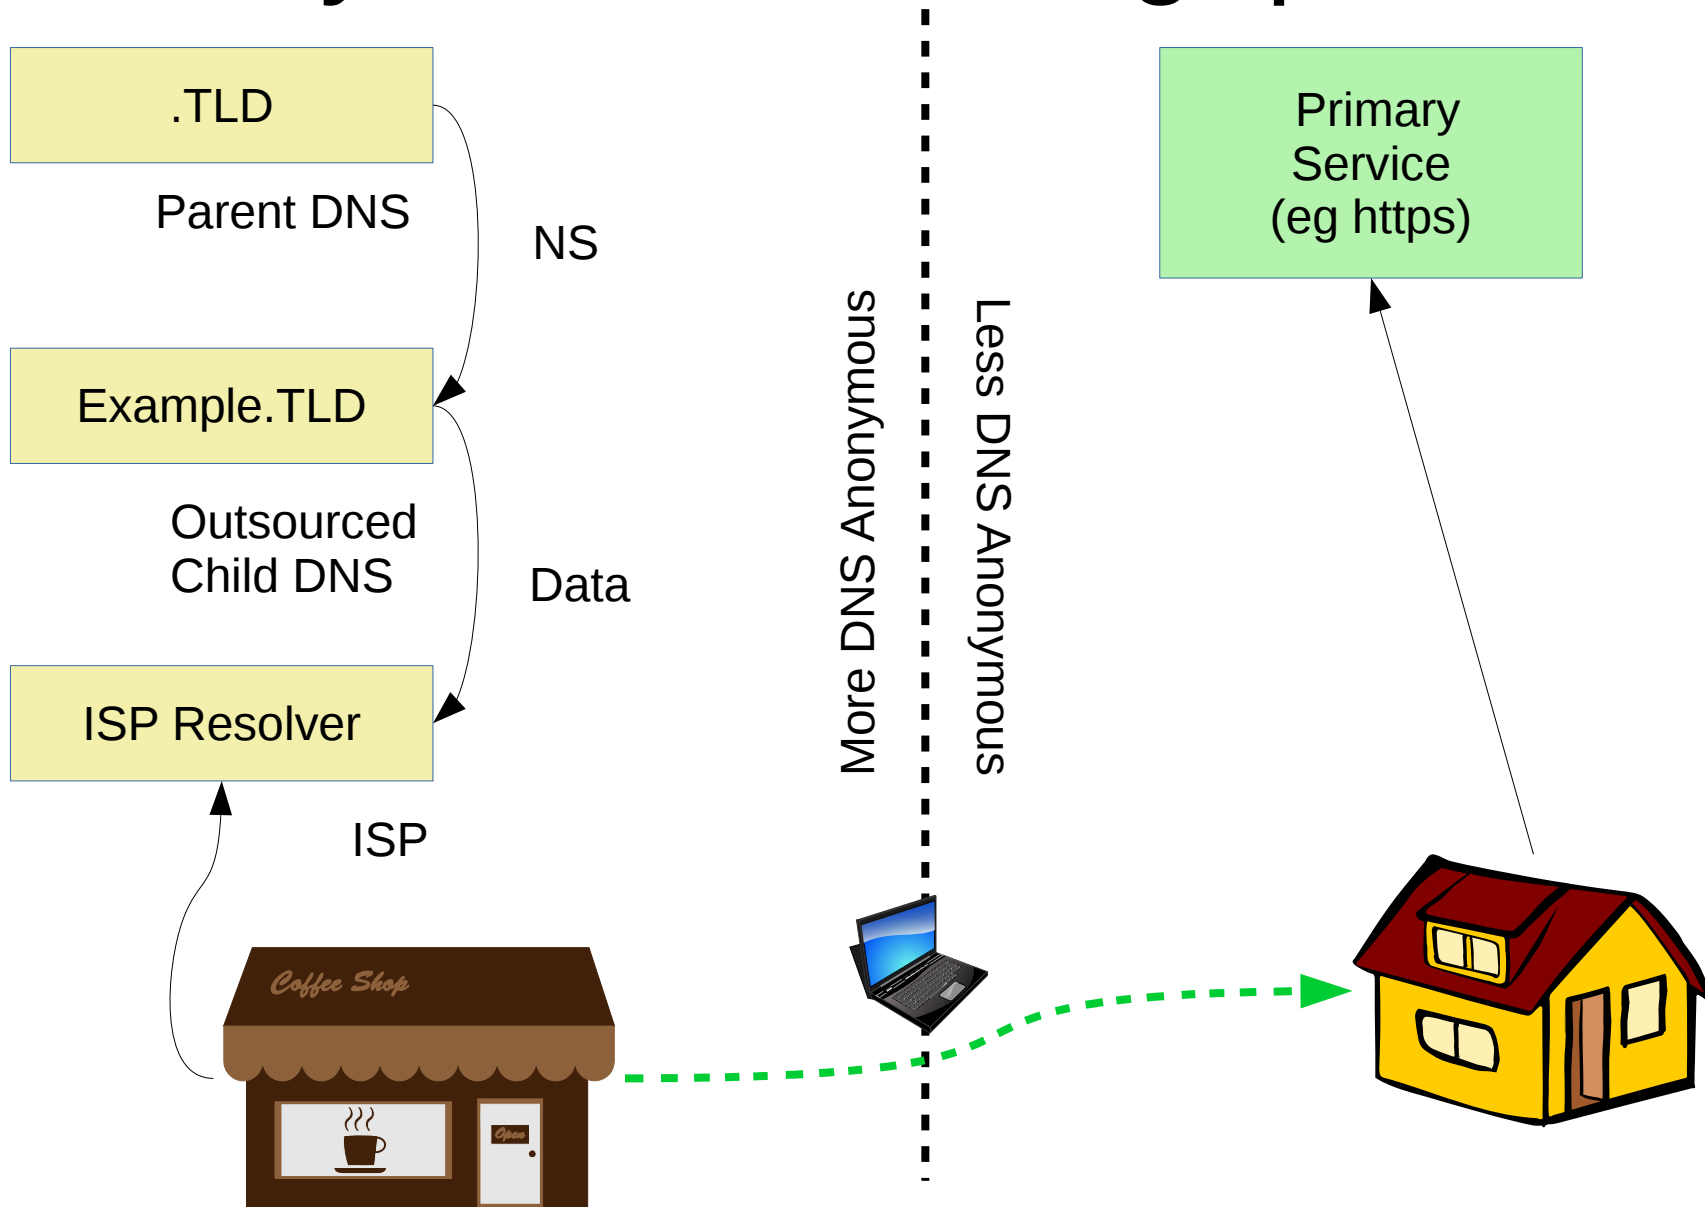 .TLD
Parent DNS
NS
Example.TLD
Outsourced
Child DNS
Data
ISP Resolver
ISP
Coffee Shop
Open
More DNS Anonymous
Less DNS Anonymous
Primary
Service
(eg https)